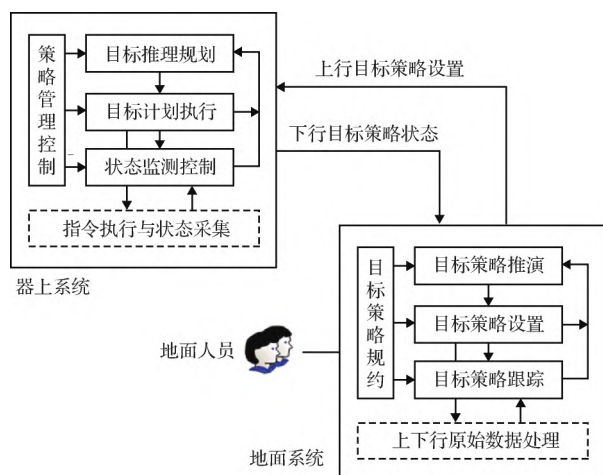 策略管理控制
目标推理规划
目标计划执行
状态监测控制
指令执行与状态采集
器上系统
上行目标策略设置
下行目标策略状态
地面人员
目标策略规约
目标策略推演
目标策略设置
目标策略跟踪
上下行原始数据处理
地面系统